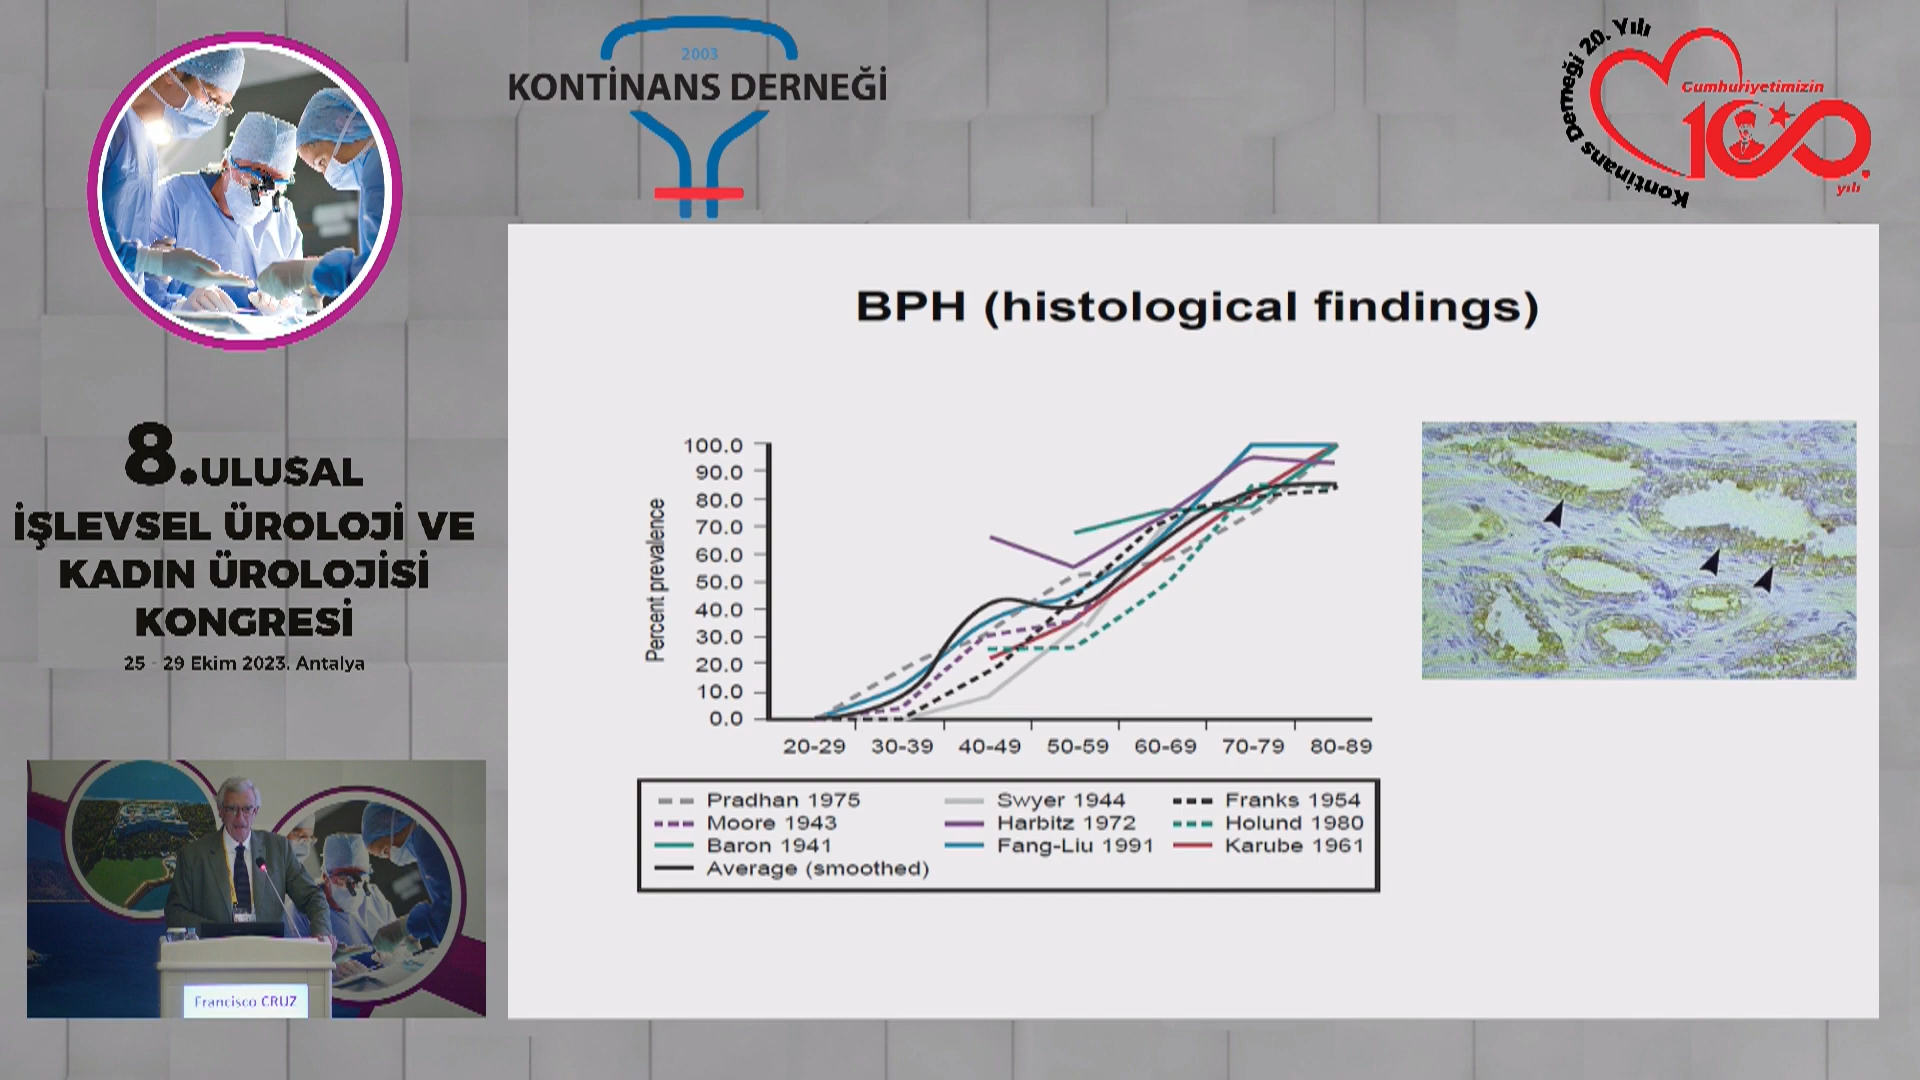 2003
KONTİNANS DERNEĞİ
Kontinans Derneği 20. Yılı
Cumhuriyetimizin
100.
yılı
8.ULUSAL
İŞLEVSEL ÜROLOJİ VE
KADIN ÜROLOJİSİ
KONGRESİ
25 - 29 Ekim 2023. Antalya
Francisco CRUZ
BPH (histological findings)
Percent prevalence
100.0
90.0
80.0
70.0
60.0
50.0
40.0
30.0
20.0
10.0
0.0
20-29 30-39 40-49 50-59 60-69 70-79 80-89
Pradhan 1975 Swyer 1944 Franks 1954
Moore 1943 Harbitz 1972 Holund 1980
Baron 1941 Fang-Liu 1991 Karube 1961
Average (smoothed)